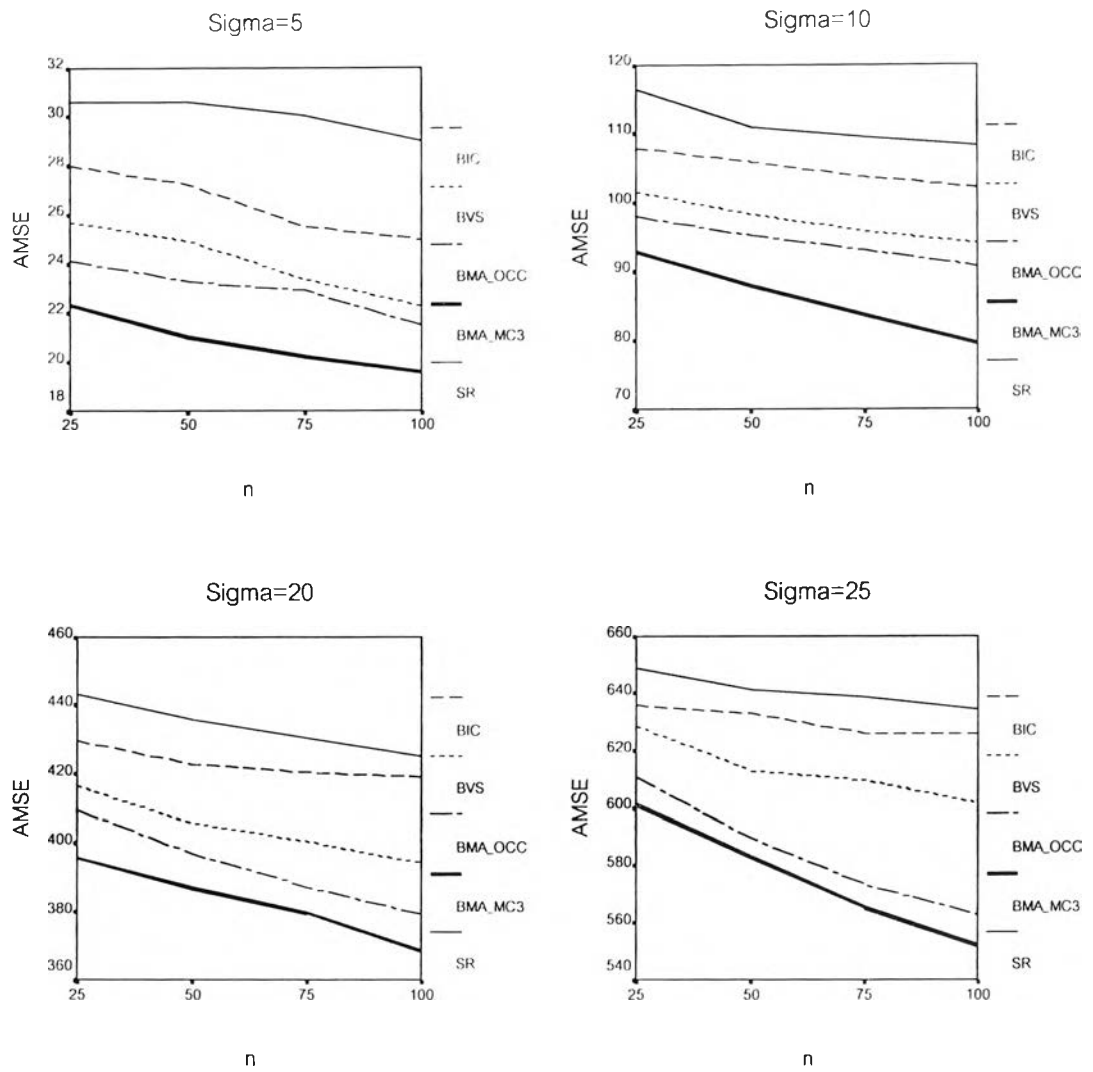 Sigma=5
32
30
28
26
24
22
20
18
AMSE
25
50
75
100
n
BIC
BVS
BMA_OCC
BMA_MC3
SR
Sigma=10
120
110
100
90
80
70
AMSE
25
50
75
100
n
BIC
BVS
BMA_OCC
BMA_MC3
SR
Sigma=20
460
440
420
400
380
360
AMSE
25
50
75
100
n
BIC
BVS
BMA_OCC
BMA_MC3
SR
Sigma=25
660
640
620
600
580
560
540
AMSE
25
50
75
100
n
BIC
BVS
BMA_OCC
BMA_MC3
SR